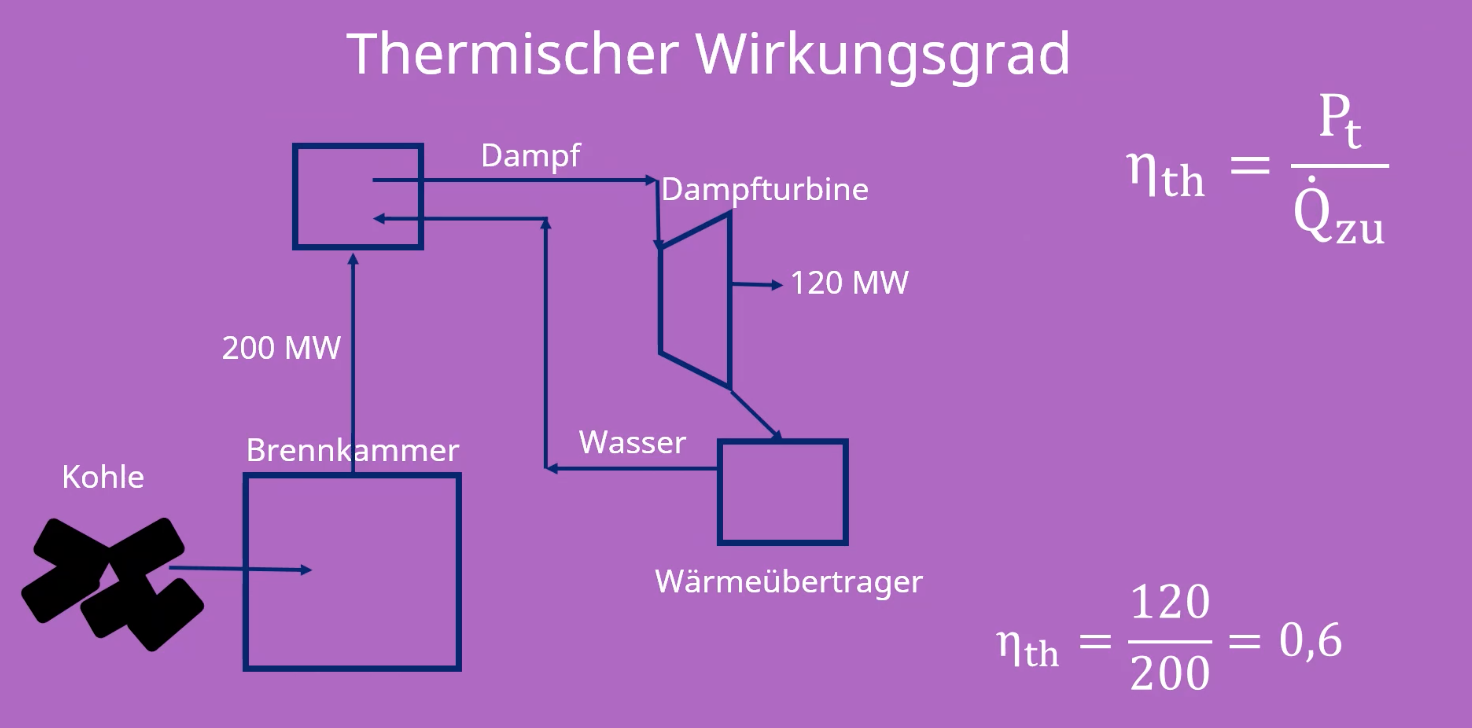 Thermischer Wirkungsgrad
Dampf
Dampfturbine
120 MW
200 MW
Brennkammer
Kohle
Wasser
Wärmeübertrager
η_th = P_t / Q̇_zu
η_th = 120 / 200 = 0,6